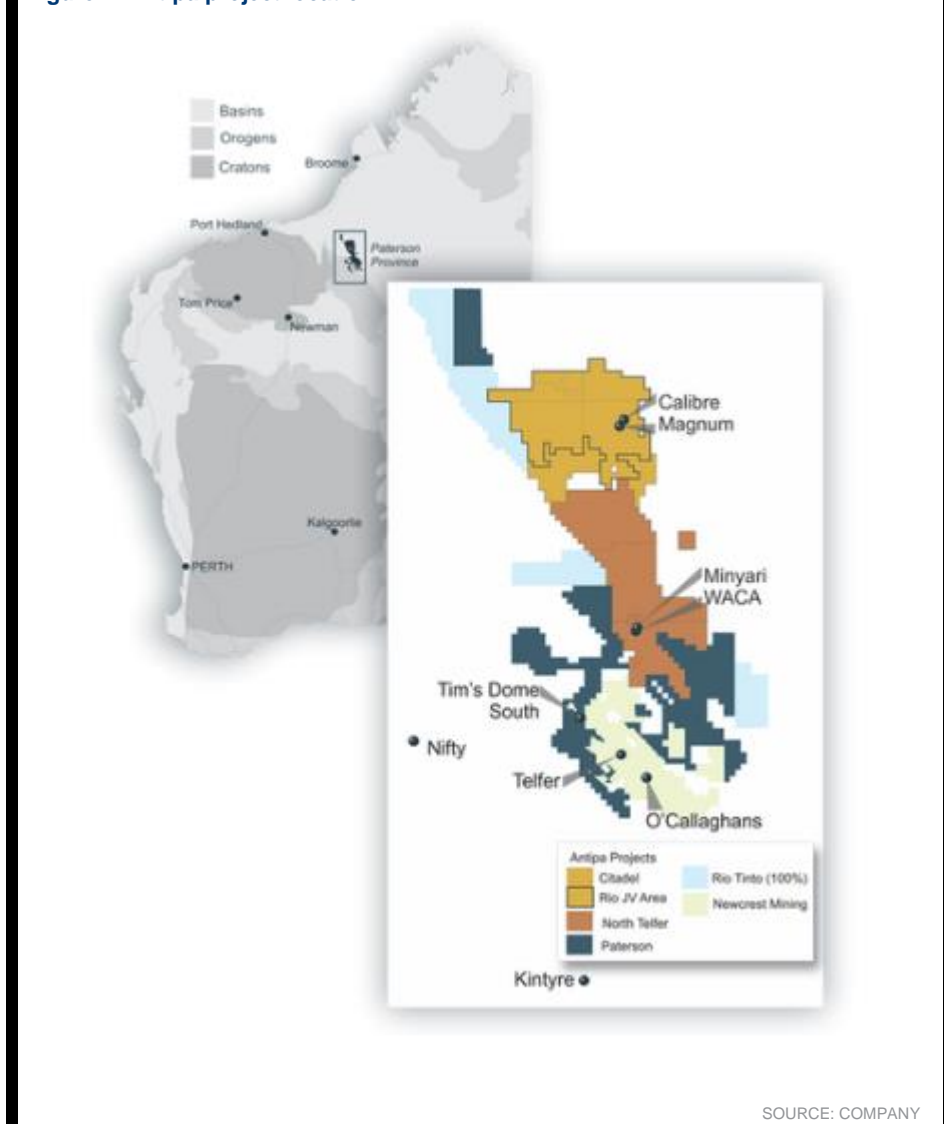 Basins
Orogens
Cratons
Broome
Port Hedland
Paterson
Province
Tom Price
Newman
Kalgoorlie
PERTH
Calibre
Magnum
Minyari
WACA
Tim's Dome
South
Nifty
Telfer
O'Callaghans
Antipa Projects
Citadel
Rio JV Area
North Telfer
Paterson
Rio Tinto (100%)
Newcrest Mining
Kintyre
SOURCE: COMPANY